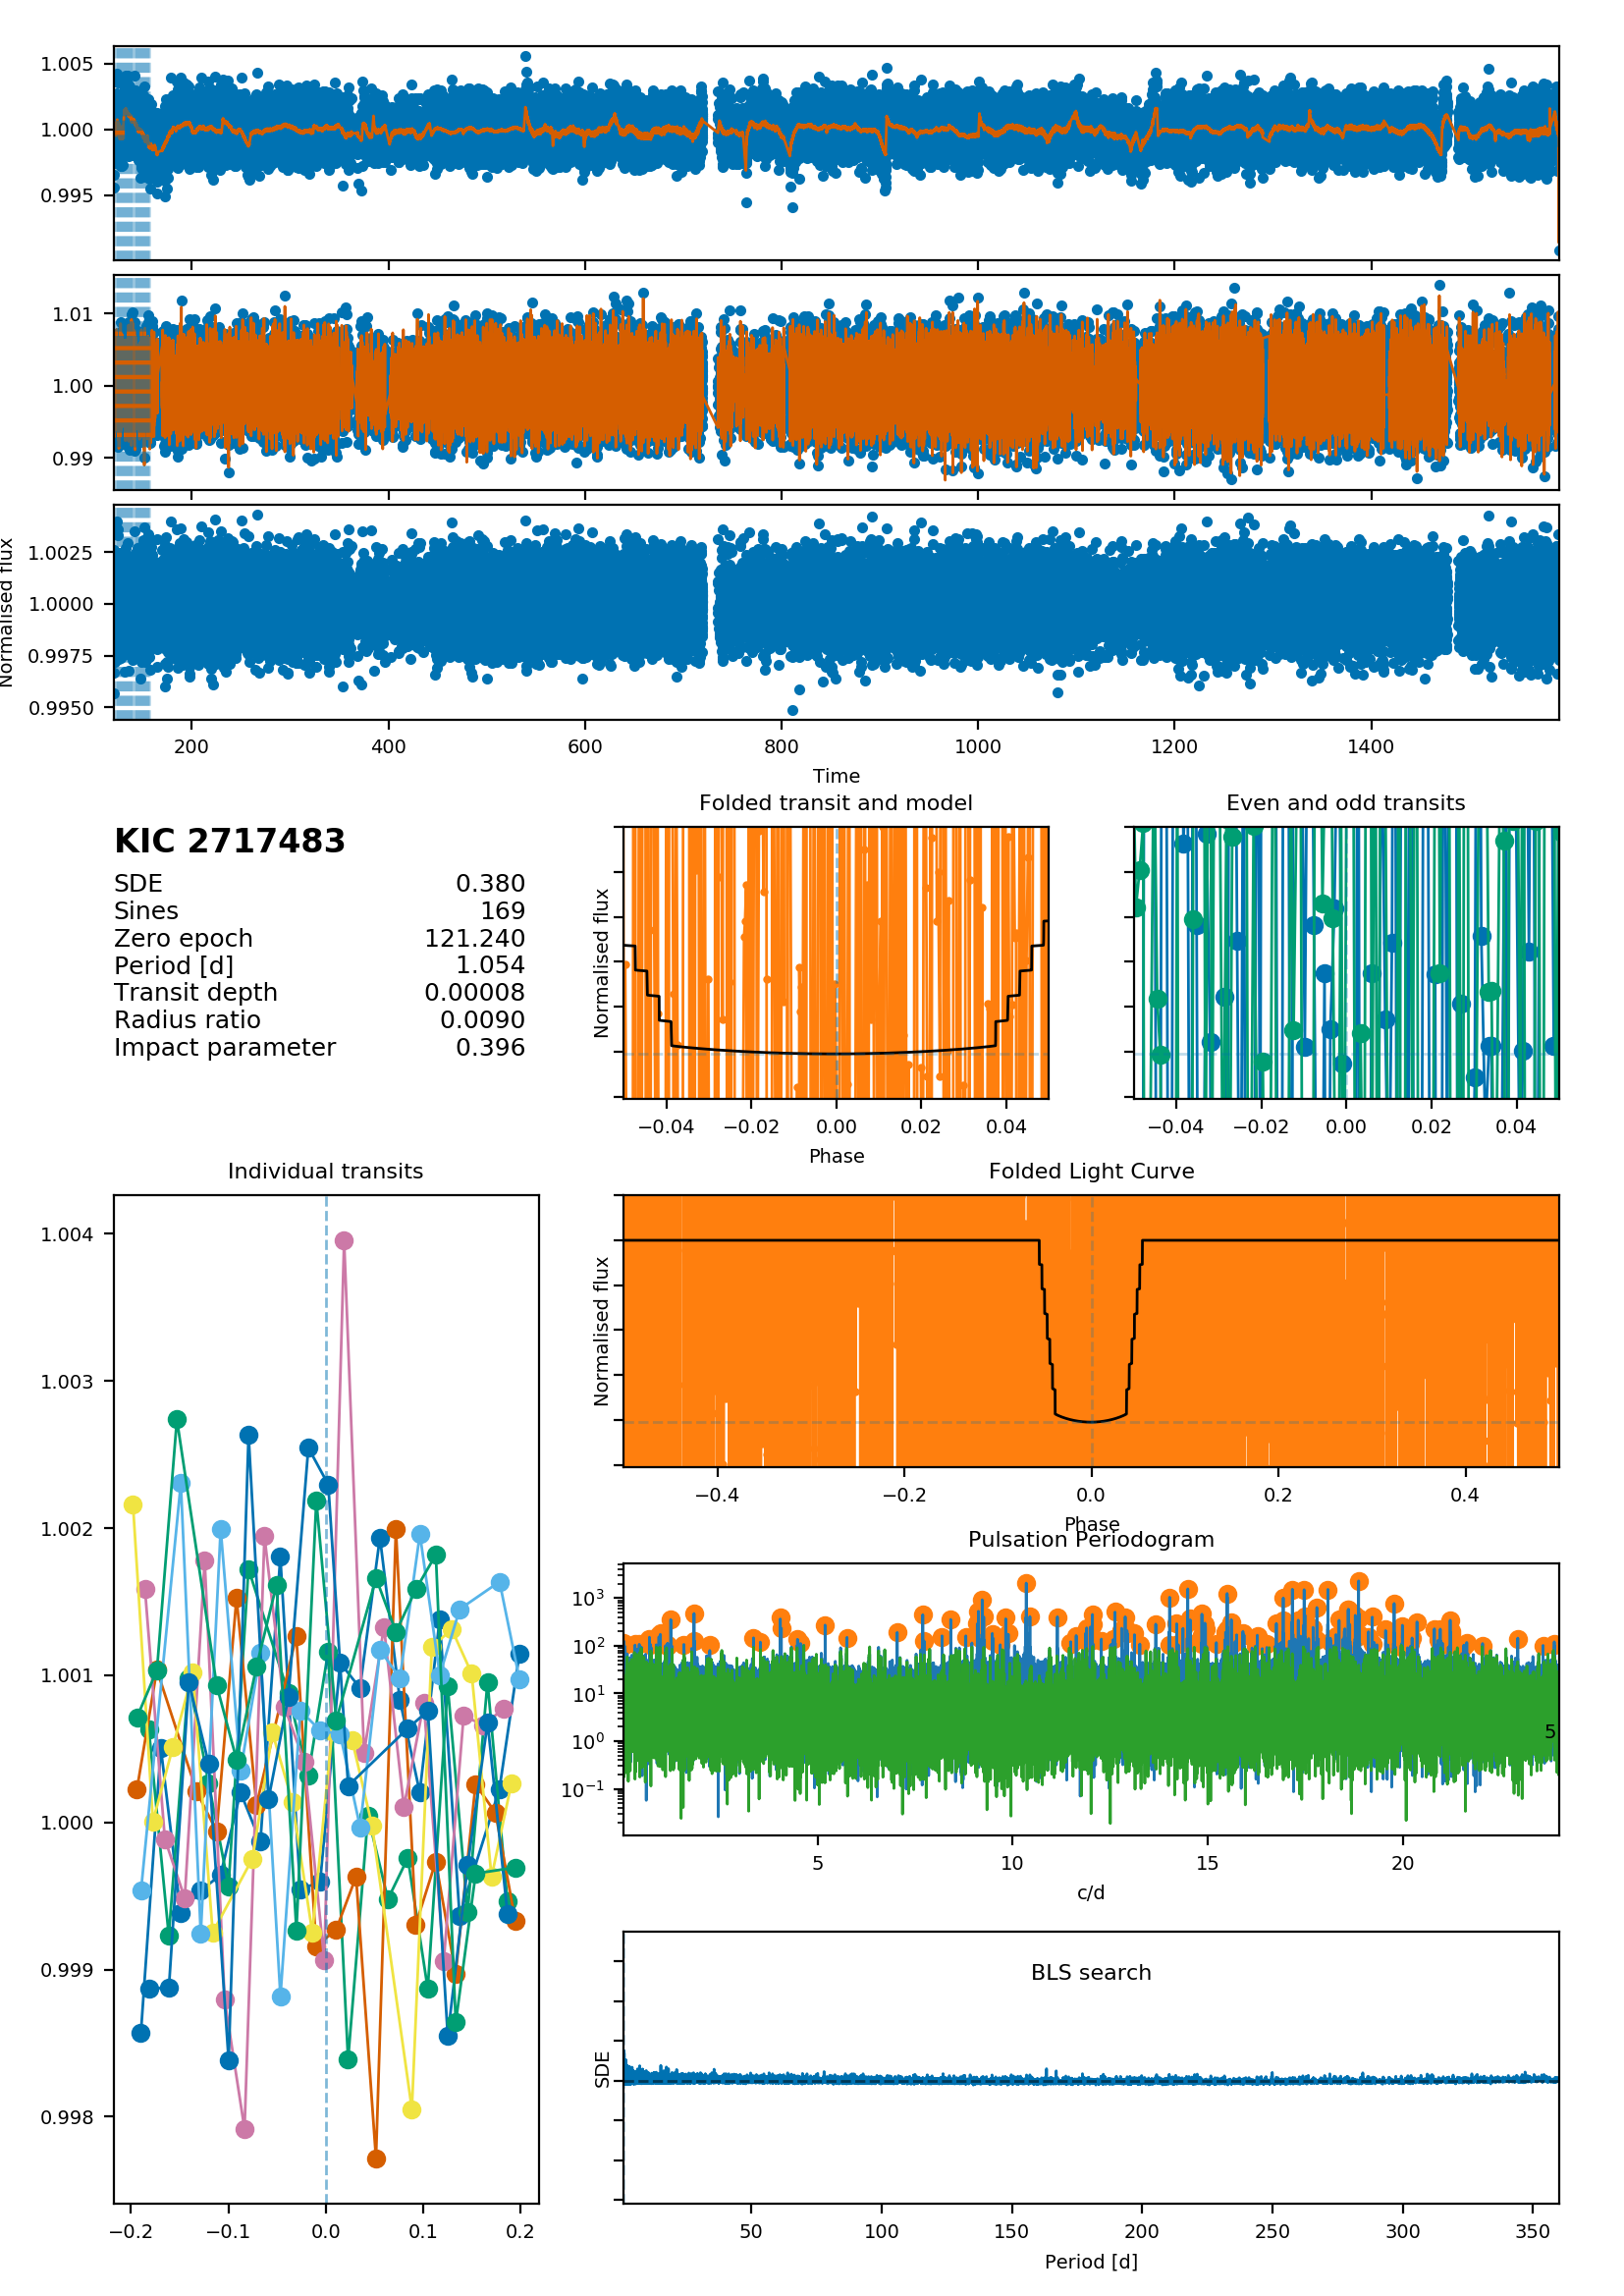 1.005
1.000
0.995
200 400 600 800 1000 1200 1400
1.01
1.00
0.99
Normalised flux
1.0025
1.0000
0.9975
0.9950
200 400 600 800 1000 1200 1400
Time
KIC 2717483
SDE 0.380
Sines 169
Zero epoch 121.240
Period [d] 1.054
Transit depth 0.00008
Radius ratio 0.0090
Impact parameter 0.396
Folded transit and model
Normalised flux
−0.04 −0.02 0.00 0.02 0.04
Phase
Even and odd transits
−0.04 −0.02 0.00 0.02 0.04
Individual transits
1.004
1.003
1.002
1.001
1.000
0.999
0.998
−0.2 −0.1 0.0 0.1 0.2
Folded Light Curve
Normalised flux
−0.4 −0.2 0.0 0.2 0.4
Phase
Pulsation Periodogram
10³
10²
10¹
10⁰
10⁻¹
5
5 10 15 20
c/d
BLS search
SDE
50 100 150 200 250 300 350
Period [d]